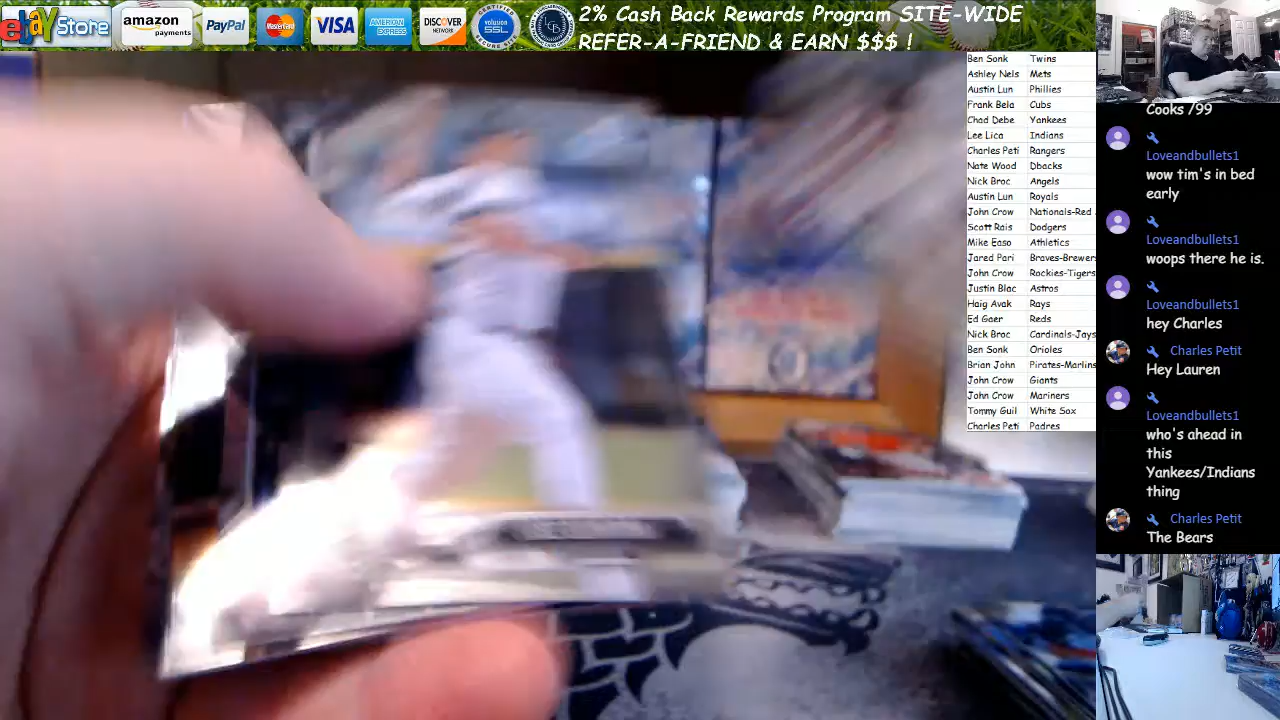 ebay Store
amazon payments
PayPal
MasterCard
VISA
AMERICAN EXPRESS
DISCOVER NETWORK
CERTIFIED
volusion
SSL
SECURE SITE
2% Cash Back Rewards Program SITE-WIDE
REFER-A-FRIEND & EARN $$$ !
Ben Sonk Twins
Ashley Nels Mets
Austin Lun Phillies
Frank Bela Cubs
Chad Debe Yankees
Lee Lica Indians
Charles Peti Rangers
Nate Wood Dbacks
Nick Broc Angels
Austin Lun Royals
John Crow Nationals-Red
Scott Rais Dodgers
Mike Easo Athletics
Jared Pari Braves-Brewer
John Crow Rockies-Tigers
Justin Blac Astros
Haig Avak Rays
Ed Gaer Reds
Nick Broc Cardinals-Jays
Ben Sonk Orioles
Brian John Pirates-Marlins
John Crow Giants
John Crow Mariners
Tommy Guil White Sox
Charles Peti Padres
Cooks /99
Loveandbullets1
wow tim's in bed
early
Loveandbullets1
woops there he is.
Loveandbullets1
hey Charles
Charles Petit
Hey Lauren
Loveandbullets1
who's ahead in
this
Yankees/Indians
thing
Charles Petit
The Bears